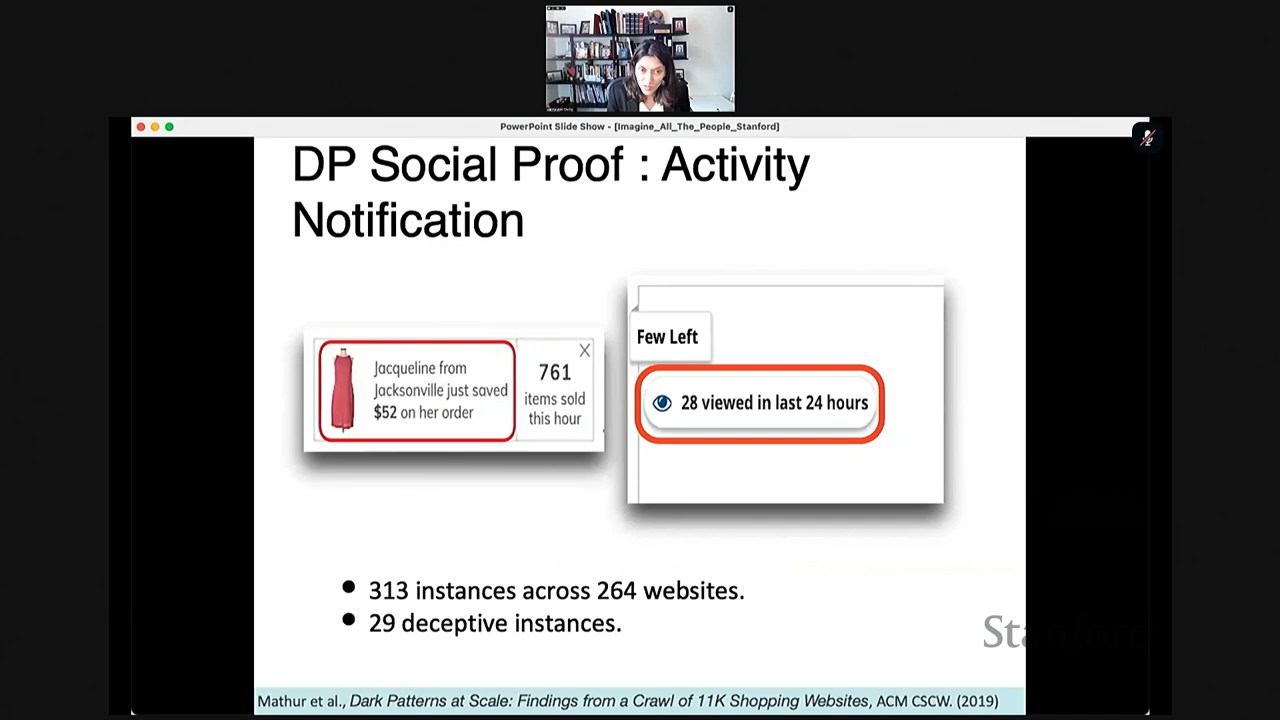 PowerPoint Slide Show - [Imagine_All_The_People_Stanford]
DP Social Proof : Activity
Notification
Jacqueline from
Jacksonville just saved
$52 on her order
X
761
items sold
this hour
Few Left
28 viewed in last 24 hours
• 313 instances across 264 websites.
• 29 deceptive instances.
Stanford
Mathur et al., Dark Patterns at Scale: Findings from a Crawl of 11K Shopping Websites, ACM CSCW. (2019)